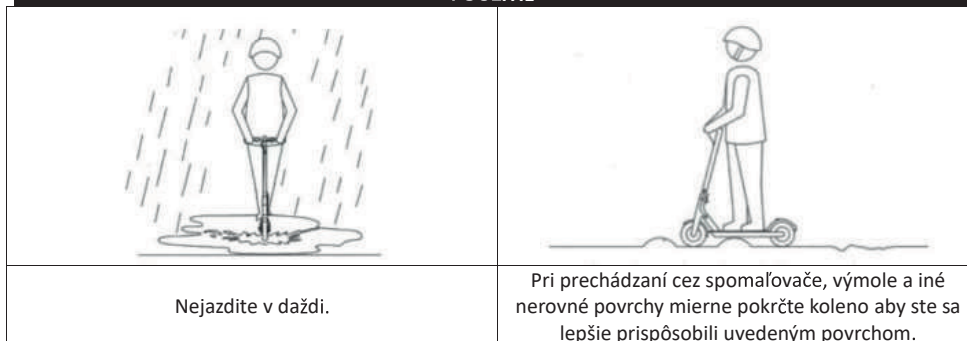 Nejazdite v daždi.
Pri prechádzaní cez spomaľovače, výmole a iné
nerovné povrchy mierne pokrčte koleno aby ste sa
lepšie prispôsobili uvedeným povrchom.